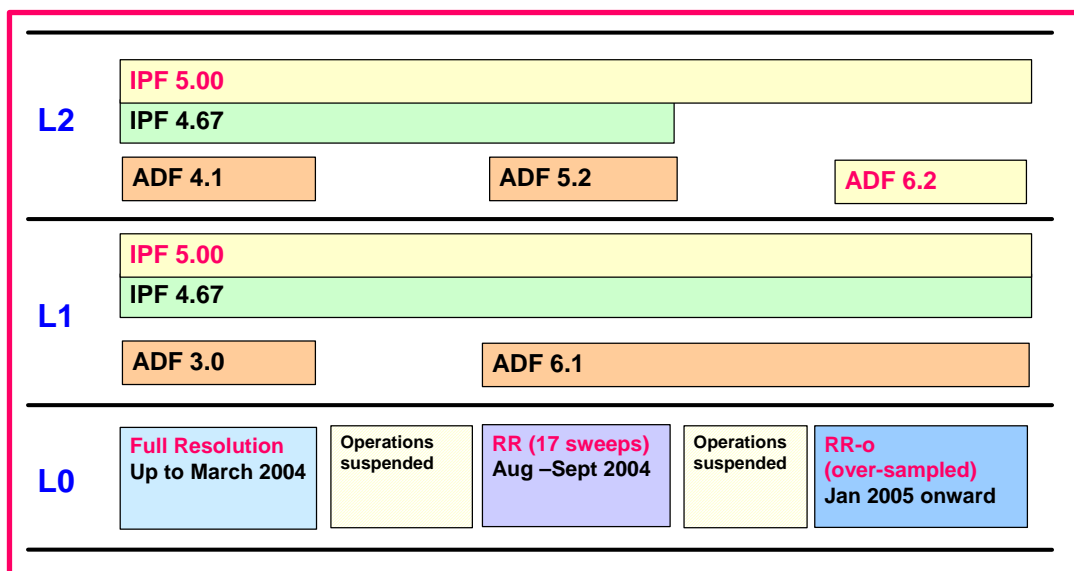 L2
IPF 5.00
IPF 4.67
ADF 4.1
ADF 5.2
ADF 6.2
L1
IPF 5.00
IPF 4.67
ADF 3.0
ADF 6.1
L0
Full Resolution
Up to March 2004
Operations
suspended
RR (17 sweeps)
Aug –Sept 2004
Operations
suspended
RR-o
(over-sampled)
Jan 2005 onward